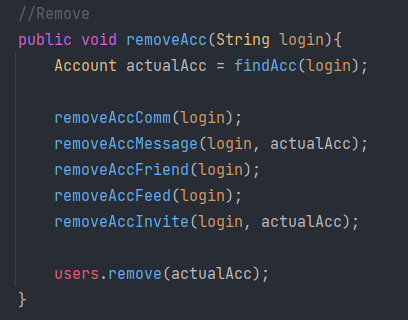 //Remove
public void removeAcc(String login){
    Account actualAcc = findAcc(login);

    removeAccComm(login);
    removeAccMessage(login, actualAcc);
    removeAccFriend(login);
    removeAccFeed(login);
    removeAccInvite(login, actualAcc);

    users.remove(actualAcc);
}